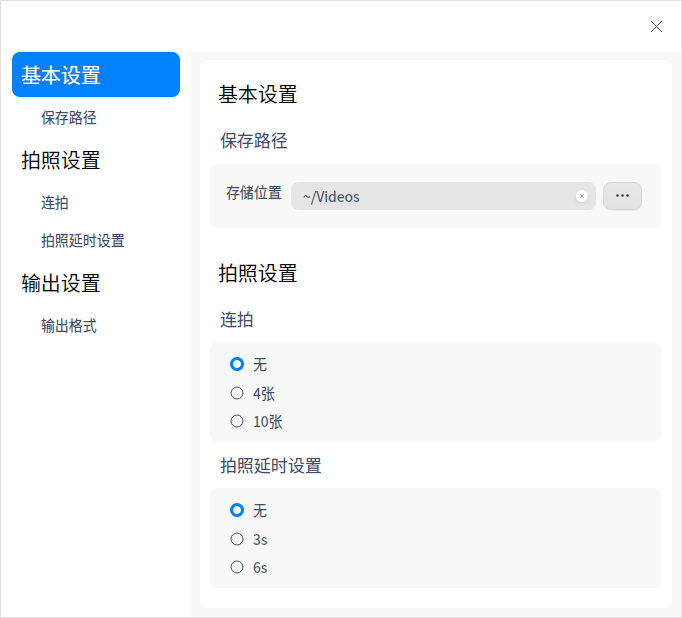 基本设置
保存路径
拍照设置
连拍
拍照延时设置
输出设置
输出格式
基本设置
保存路径
存储位置 ~/Videos ...
拍照设置
连拍
无
4张
10张
拍照延时设置
无
3s
6s